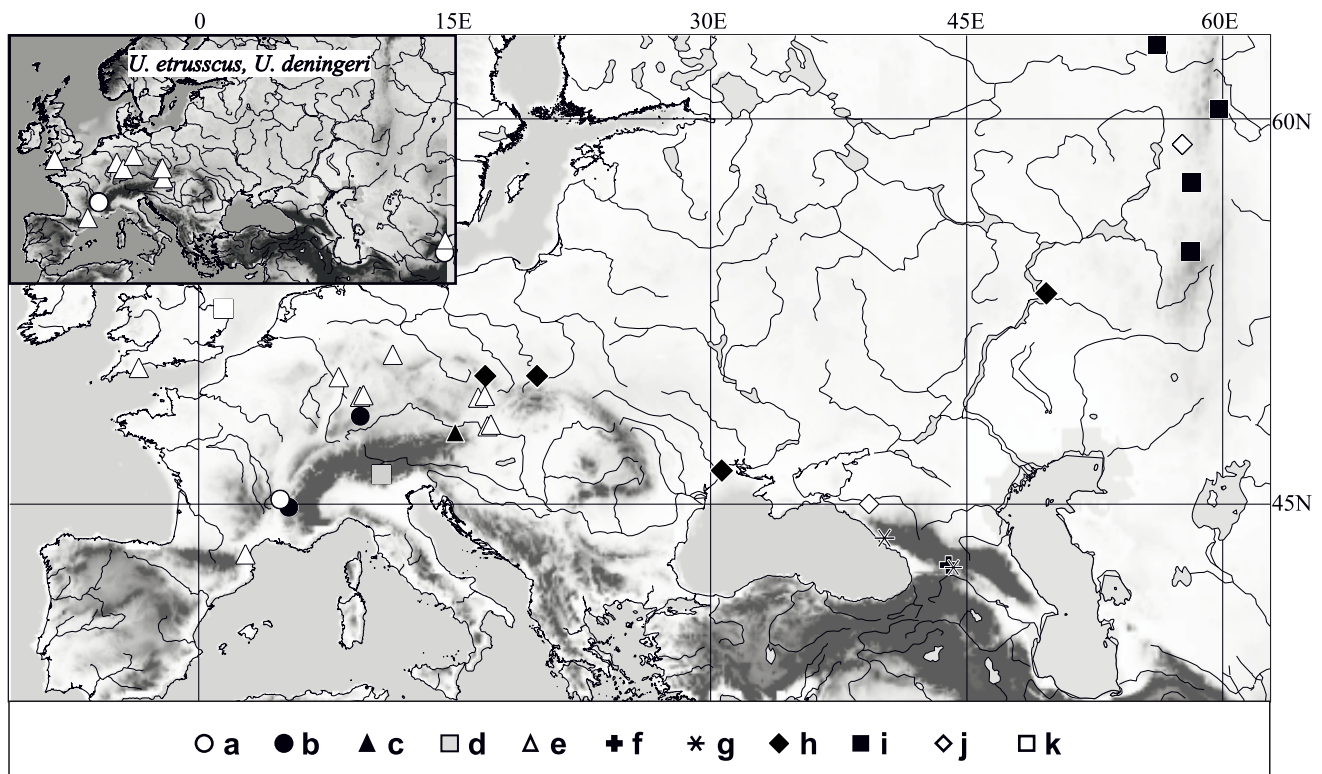 0 15E 30E 45E 60E
U. etrusscus, U. deningeri
60N
45N
a b c d e f g h i j k